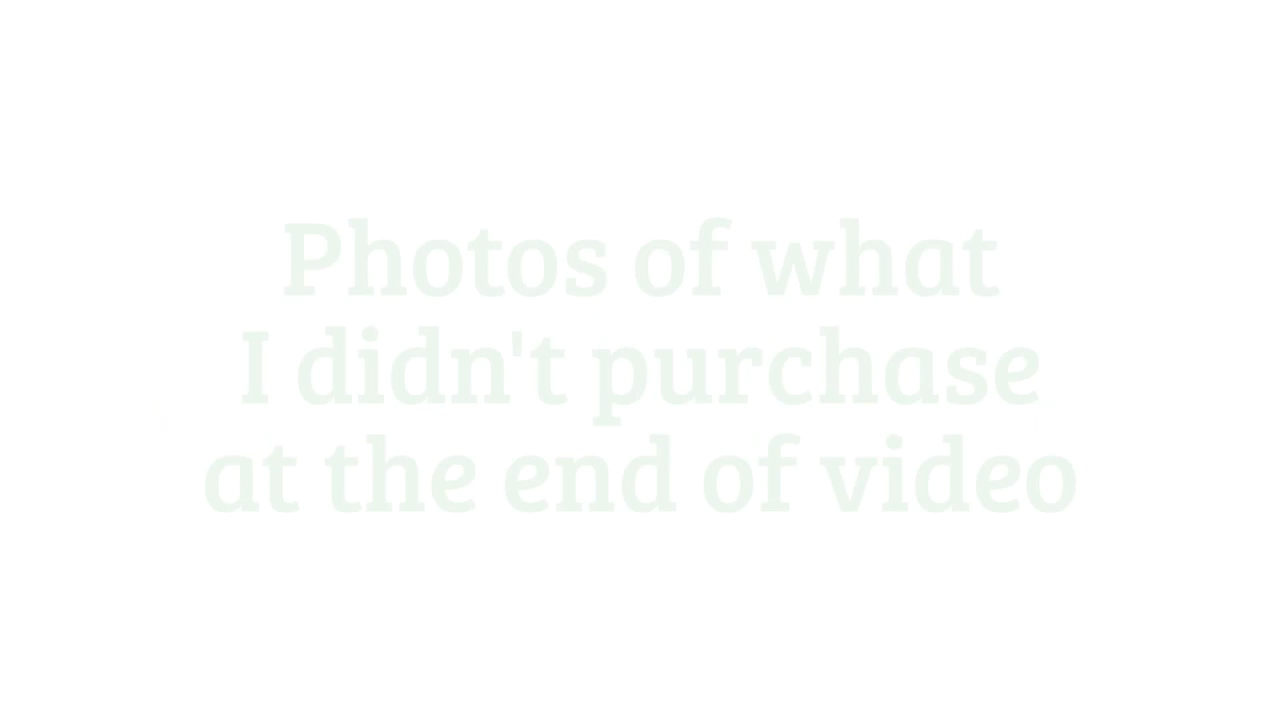 Photos of what
I didn't purchase
at the end of video